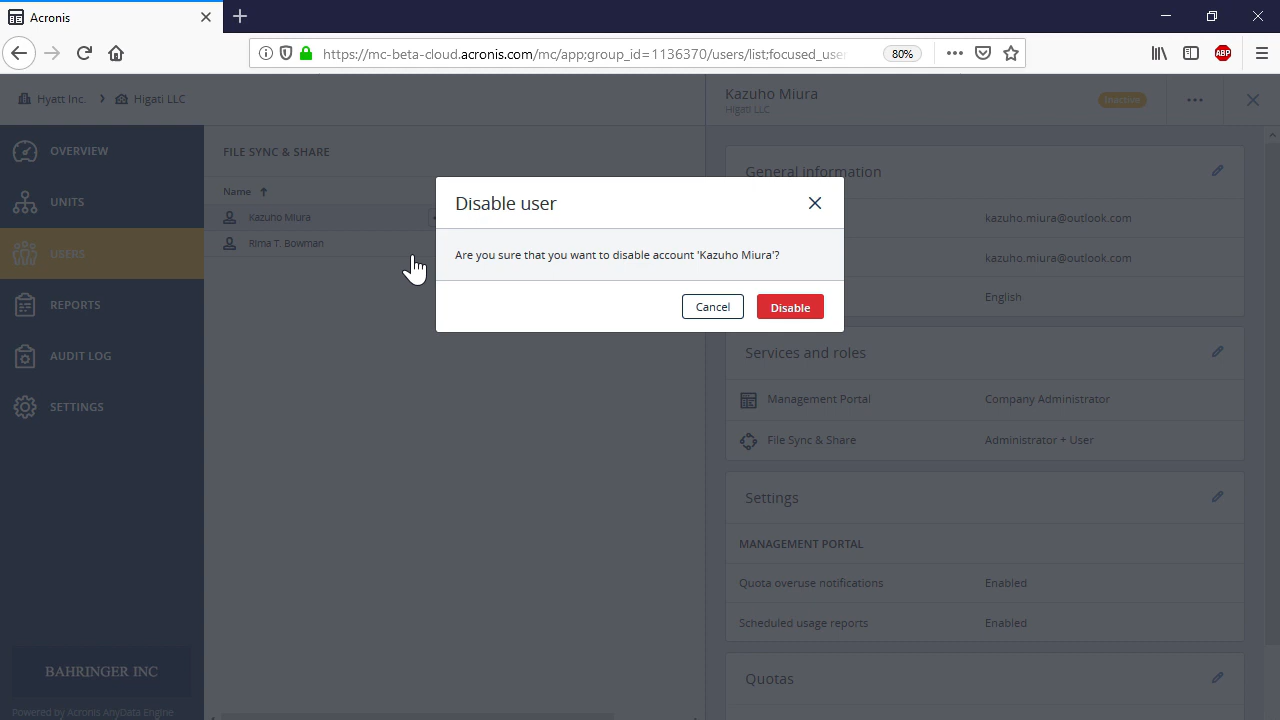 Acronis
https://mc-beta-cloud.acronis.com/mc/app;group_id=1136370/users/list;focused_use
80%
ABP
Hyatt Inc.
Higati LLC
Kazuho Miura
Higati LLC
Inactive
OVERVIEW
UNITS
USERS
REPORTS
AUDIT LOG
SETTINGS
BAHRINGER INC
Powered by Acronis AnyData Engine
FILE SYNC & SHARE
Name
Kazuho Miura
Rima T. Bowman
Disable user
Are you sure that you want to disable account 'Kazuho Miura'?
Cancel
Disable
General information
kazuho.miura@outlook.com
kazuho.miura@outlook.com
English
Services and roles
Management Portal Company Administrator
File Sync & Share Administrator + User
Settings
MANAGEMENT PORTAL
Quota overuse notifications Enabled
Scheduled usage reports Enabled
Quotas